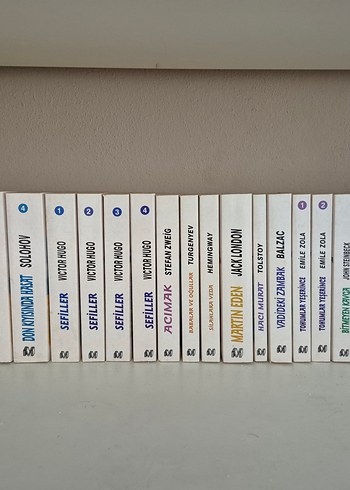 4 DON KIYISINDA HASAT SOLOHOV
1 SEFİLLER VICTOR HUGO
2 SEFİLLER VICTOR HUGO
3 SEFİLLER VICTOR HUGO
4 SEFİLLER VICTOR HUGO
ACIMAK STEFAN ZWEIG
BABALAR VE OĞULLAR TURGENYEV
SİLAHLARA VEDA HEMINGWAY
MARTIN EDEN JACK LONDON
HACI MURAT TOLSTOY
VADİDEKİ ZAMBAK BALZAC
1 TOHUMLAR YEŞERİNCE EMILE ZOLA
2 TOHUMLAR YEŞERİNCE EMILE ZOLA
BİTMEYEN KAVGA JOHN STEINBECK